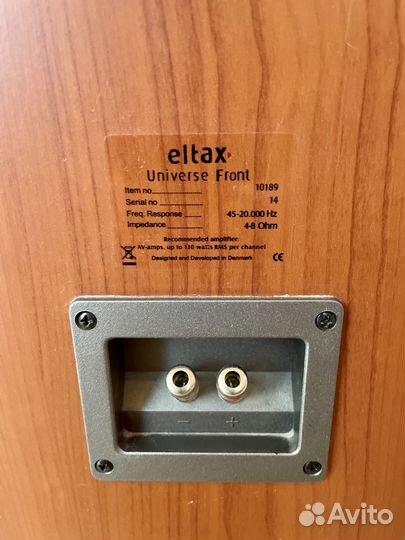 eltax
Universe Front
Item no 10189
Serial no 14
Freq. Response 45-20.000 Hz
Impedance 4-8 Ohm
Recommended amplifier:
AV-amps. up to 130 watts RMS per channel
Designed and Developed in Denmark CE
− +
Avito